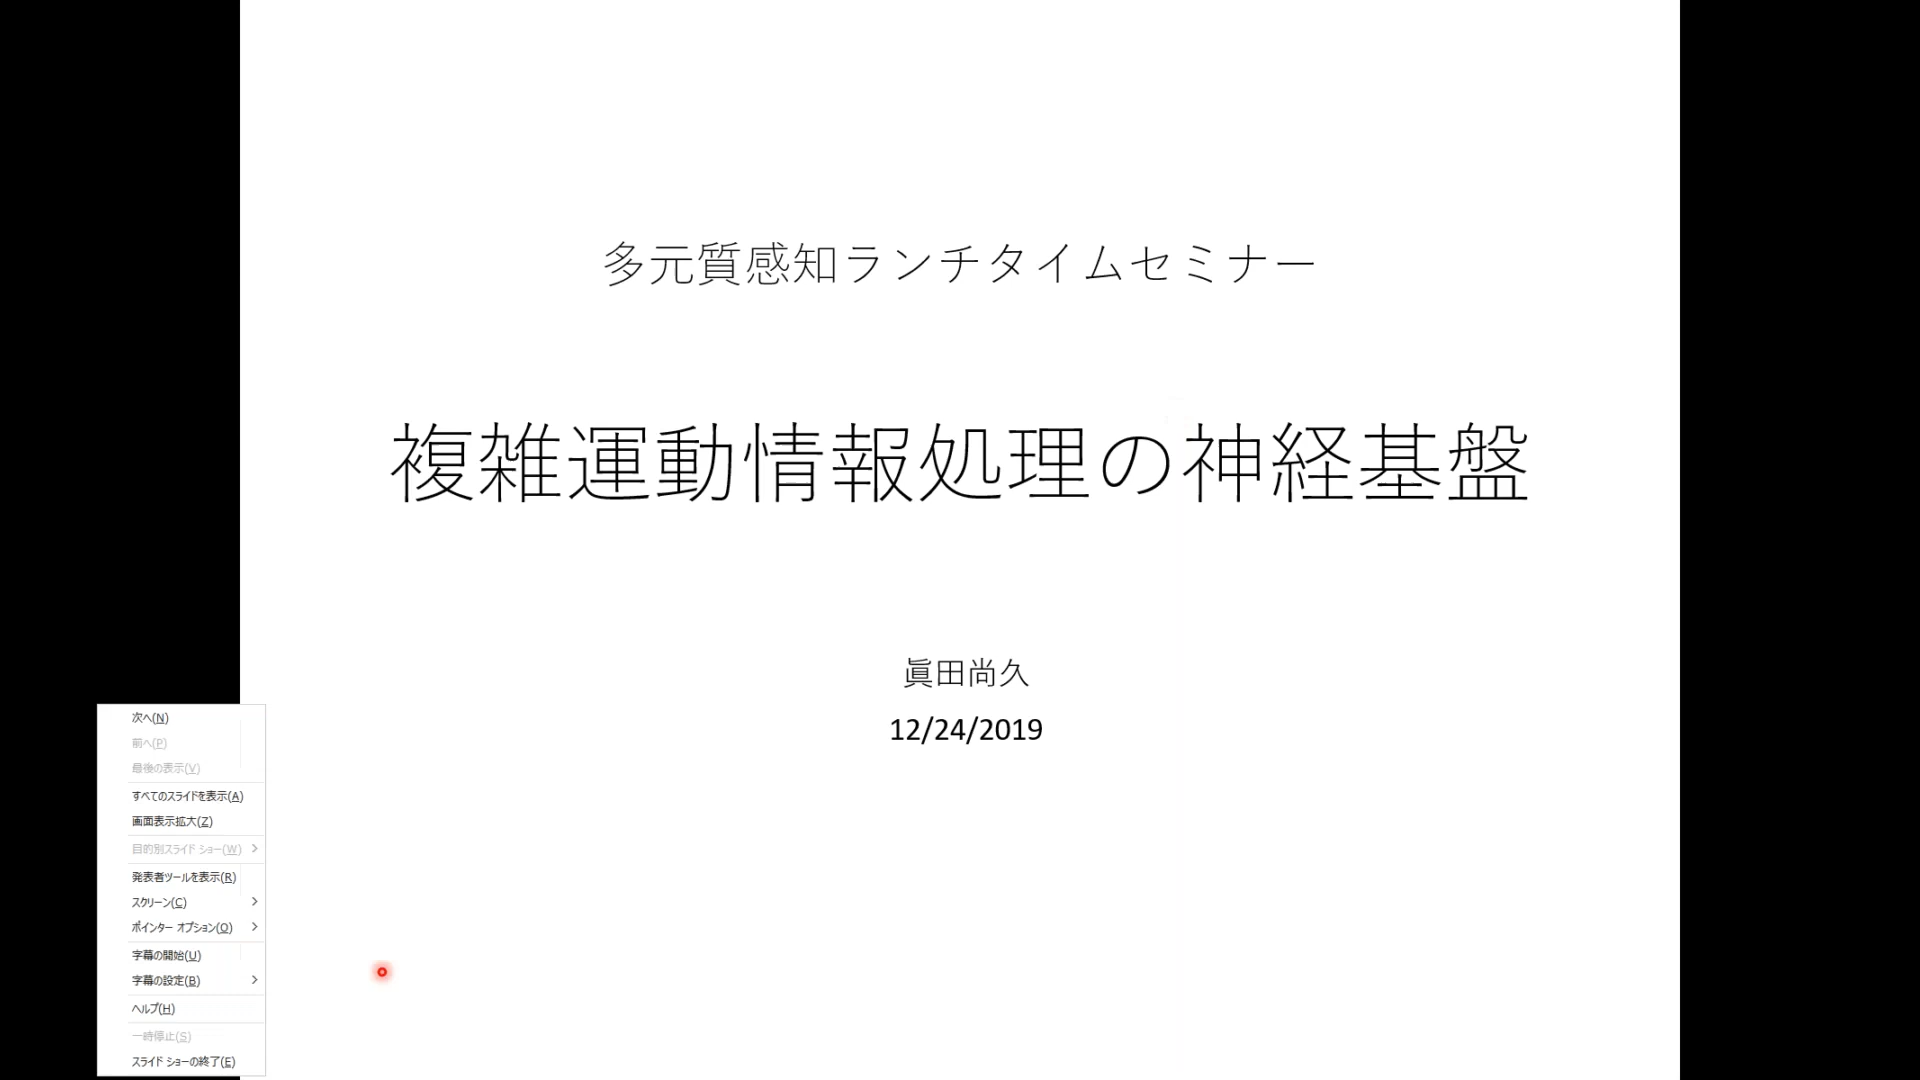 多元質感知ランチタイムセミナー
複雑運動情報処理の神経基盤
眞田尚久
12/24/2019
次へ(N)
前へ(P)
最後の表示(V)
すべてのスライドを表示(A)
画面表示拡大(Z)
目的別スライド ショー(W)
発表者ツールを表示(R)
スクリーン(C)
ポインター オプション(O)
字幕の開始(U)
字幕の設定(B)
ヘルプ(H)
一時停止(S)
スライド ショーの終了(E)